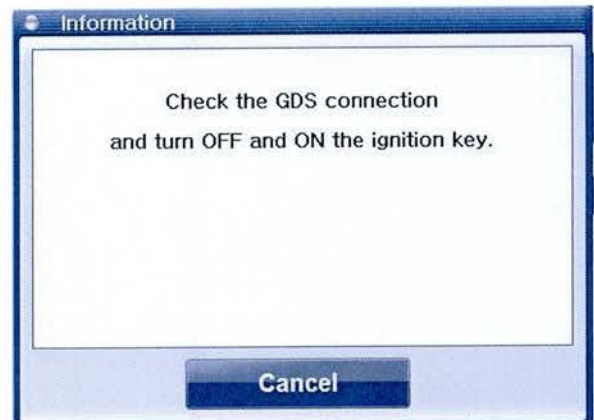 Information
Check the GDS connection
and turn OFF and ON the ignition key.
Cancel